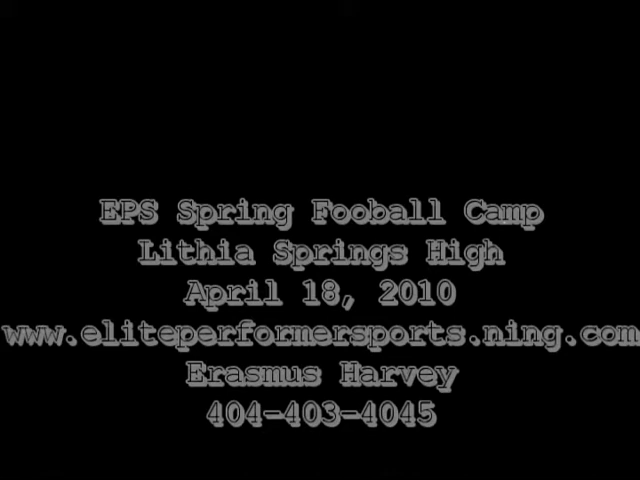 EPS Spring Fooball Camp
Lithia Springs High
April 18, 2010
www.eliteperformersports.ning.com
Erasmus Harvey
404-403-4045